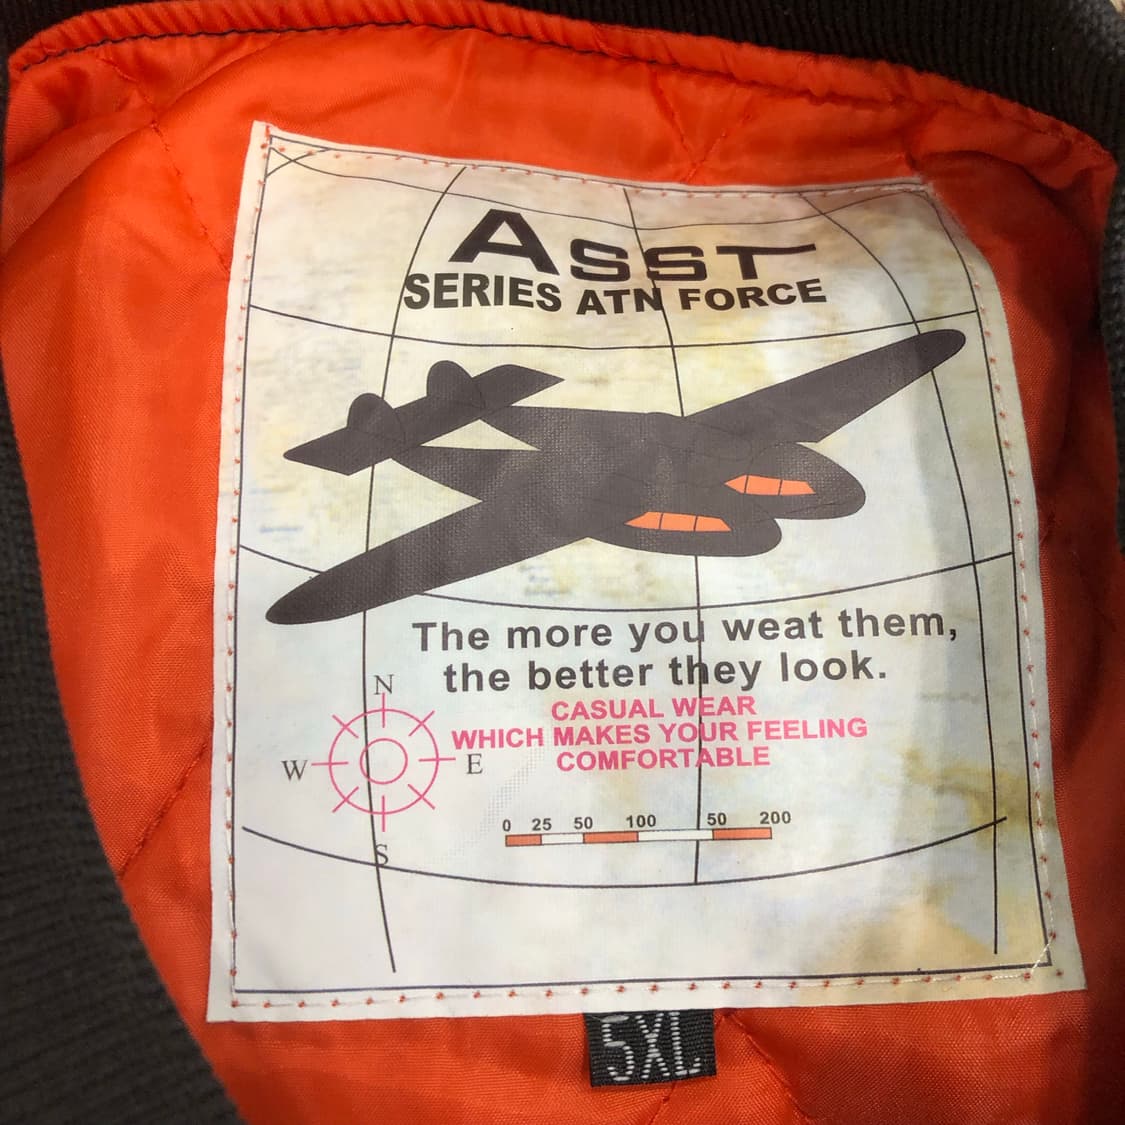 ASST
SERIES ATN FORCE
The more you weat them,
the better they look.
N
CASUAL WEAR
WHICH MAKES YOUR FEELING
W E COMFORTABLE
0 25 50 100 50 200
S
5XL